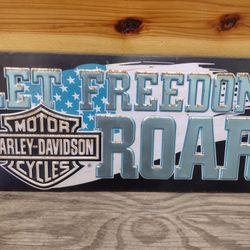 LET FREEDOM
ROAR
MOTOR
HARLEY-DAVIDSON
CYCLES